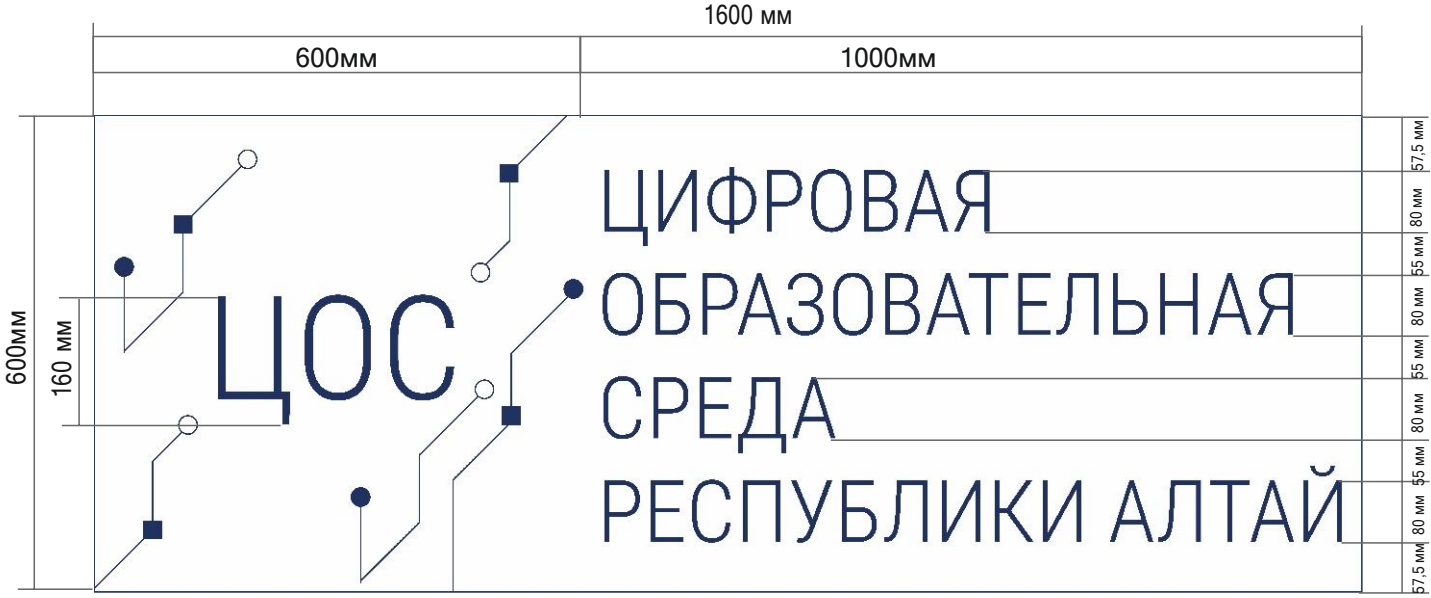 1600 мм
600мм
1000мм
ЦИФРОВАЯ
ОБРАЗОВАТЕЛЬНАЯ
СРЕДА
РЕСПУБЛИКИ АЛТАЙ
ЦОС
600мм
160 мм
57,5 мм
80 мм
55 мм
80 мм
55 мм
80 мм
55 мм
80 мм
57,5 мм